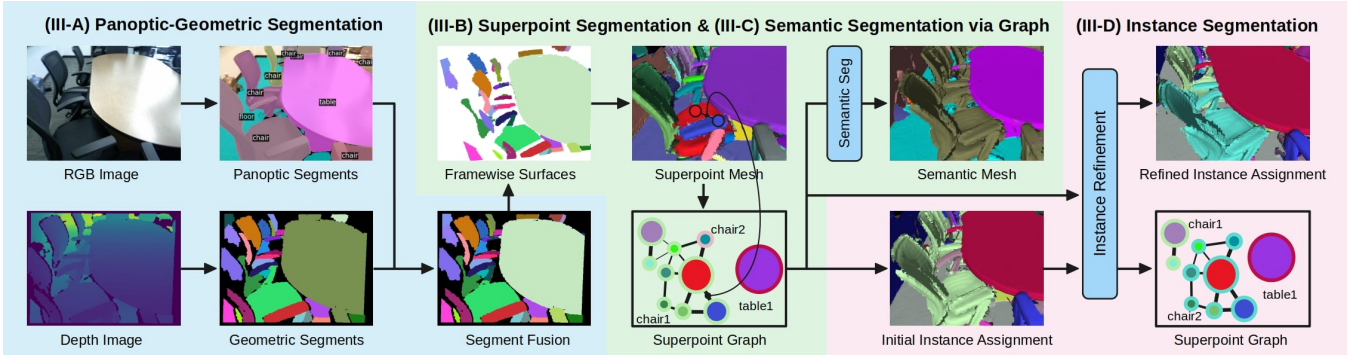 (III-A) Panoptic-Geometric Segmentation
(III-B) Superpoint Segmentation & (III-C) Semantic Segmentation via Graph
(III-D) Instance Segmentation
chair
chair
chair
chair
chair
table
floor
chair
chair
RGB Image
Panoptic Segments
Framewise Surfaces
Superpoint Mesh
Semantic Seg
Semantic Mesh
Instance Refinement
Refined Instance Assignment
chair2
table1
chair1
chair1
table1
chair2
Depth Image
Geometric Segments
Segment Fusion
Superpoint Graph
Initial Instance Assignment
Superpoint Graph